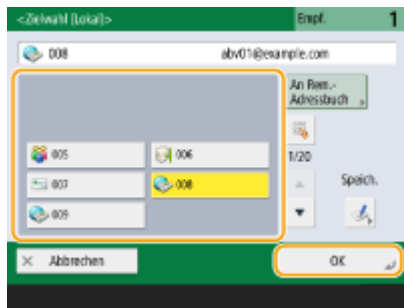 <Zielwahl (Lokal)> Empf. 1
008 abv01@example.com
An Rem.-
Adressbuch
005 006
1/20
007 008
Speich.
009
× Abbrechen OK